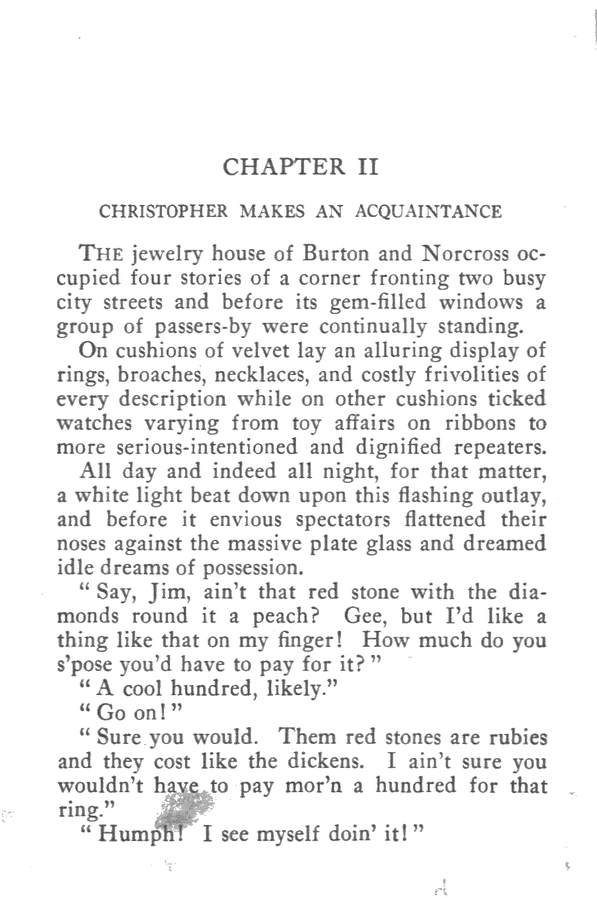 CHAPTER II
CHRISTOPHER MAKES AN ACQUAINTANCE
THE jewelry house of Burton and Norcross oc-
cupied four stories of a corner fronting two busy
city streets and before its gem-filled windows a
group of passers-by were continually standing.
On cushions of velvet lay an alluring display of
rings, broaches, necklaces, and costly frivolities of
every description while on other cushions ticked
watches varying from toy affairs on ribbons to
more serious-intentioned and dignified repeaters.
All day and indeed all night, for that matter,
a white light beat down upon this flashing outlay,
and before it envious spectators flattened their
noses against the massive plate glass and dreamed
idle dreams of possession.
“ Say, Jim, ain’t that red stone with the dia-
monds round it a peach? Gee, but I’d like a
thing like that on my finger! How much do you
s’pose you’d have to pay for it? ”
“ A cool hundred, likely.”
“ Go on! ”
“ Sure you would. Them red stones are rubies
and they cost like the dickens. I ain’t sure you
wouldn’t have to pay mor’n a hundred for that
ring.”
“ Humph! I see myself doin’ it! ”